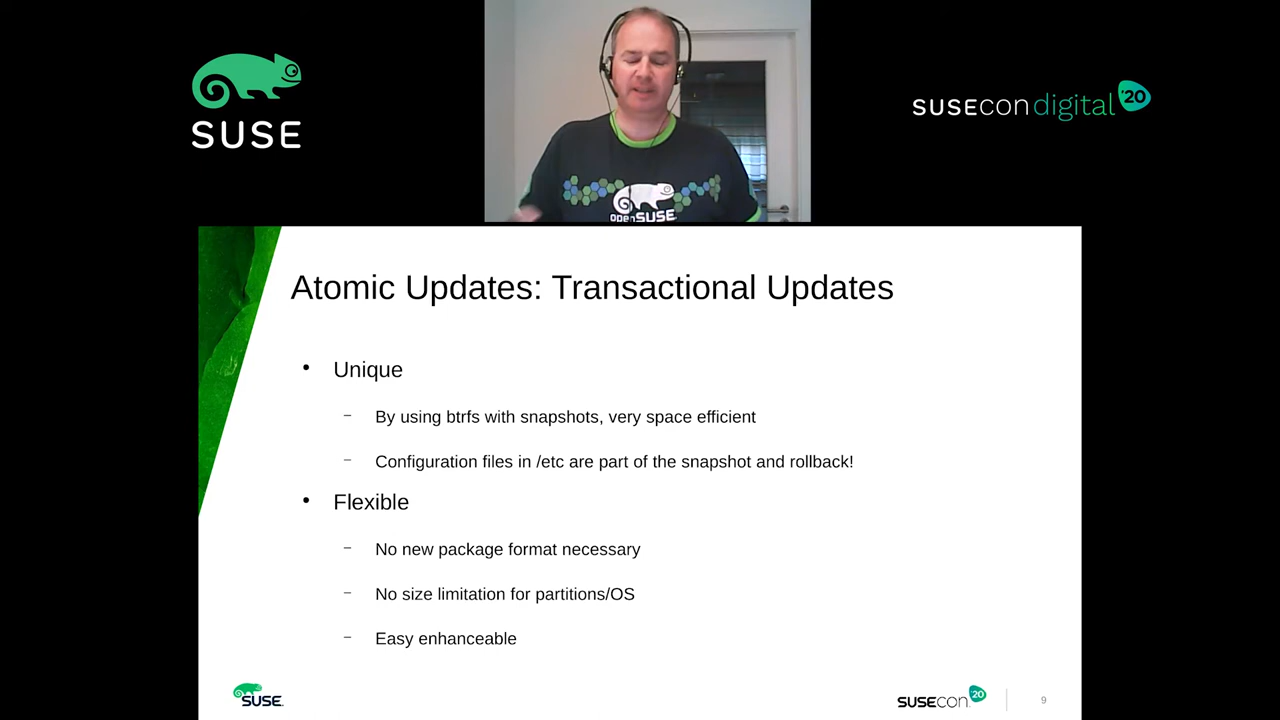 SUSE
SUSEcon digital '20
openSUSE
Atomic Updates: Transactional Updates
• Unique
– By using btrfs with snapshots, very space efficient
– Configuration files in /etc are part of the snapshot and rollback!
• Flexible
– No new package format necessary
– No size limitation for partitions/OS
– Easy enhanceable
SUSE
SUSEcon '20
9